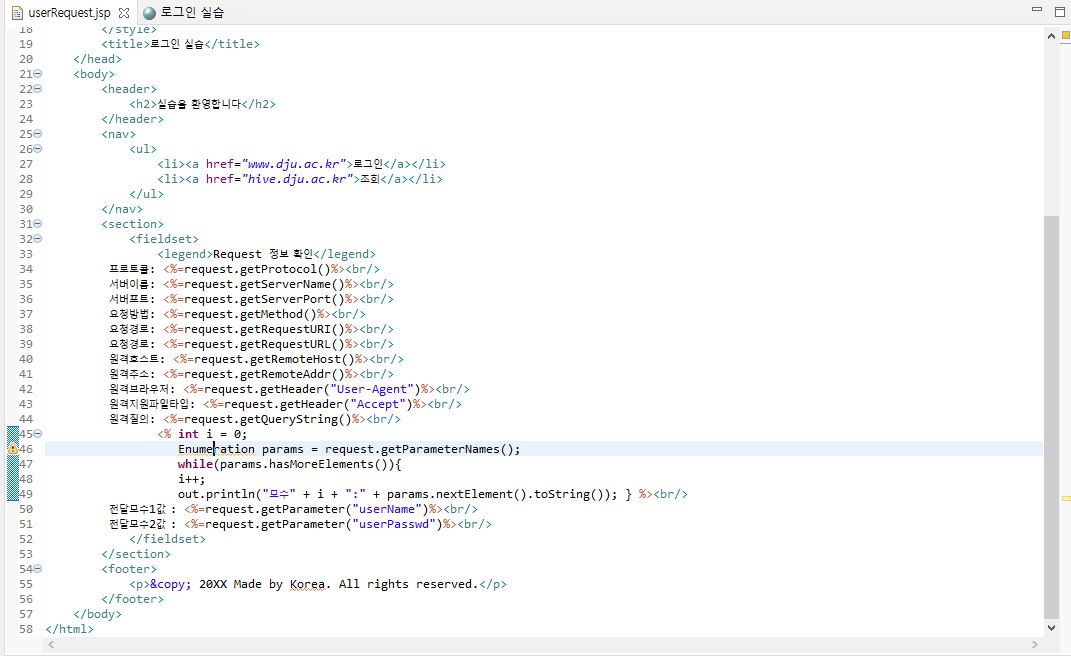 userRequest.jsp 로그인 실습
18 </style>
19 <title>로그인 실습</title>
20 </head>
21 <body>
22 <header>
23 <h2>실습을 환영합니다</h2>
24 </header>
25 <nav>
26 <ul>
27 <li><a href="www.dju.ac.kr">로그인</a></li>
28 <li><a href="hive.dju.ac.kr">조회</a></li>
29 </ul>
30 </nav>
31 <section>
32 <fieldset>
33 <legend>Request 정보 확인</legend>
34 프로토콜: <%=request.getProtocol()%><br/>
35 서버이름: <%=request.getServerName()%><br/>
36 서버포트: <%=request.getServerPort()%><br/>
37 요청방법: <%=request.getMethod()%><br/>
38 요청경로: <%=request.getRequestURI()%><br/>
39 요청경로: <%=request.getRequestURL()%><br/>
40 원격호스트: <%=request.getRemoteHost()%><br/>
41 원격주소: <%=request.getRemoteAddr()%><br/>
42 원격브라우저: <%=request.getHeader("User-Agent")%><br/>
43 원격지원파일타입: <%=request.getHeader("Accept")%><br/>
44 원격질의: <%=request.getQueryString()%><br/>
45 <% int i = 0;
46 Enumeration params = request.getParameterNames();
47 while(params.hasMoreElements()){
48 i++;
49 out.println("모수" + i + ":" + params.nextElement().toString()); } %><br/>
50 전달모수1값 : <%=request.getParameter("userName")%><br/>
51 전달모수2값 : <%=request.getParameter("userPasswd")%><br/>
52 </fieldset>
53 </section>
54 <footer>
55 <p>&copy; 20XX Made by Korea. All rights reserved.</p>
56 </footer>
57 </body>
58 </html>